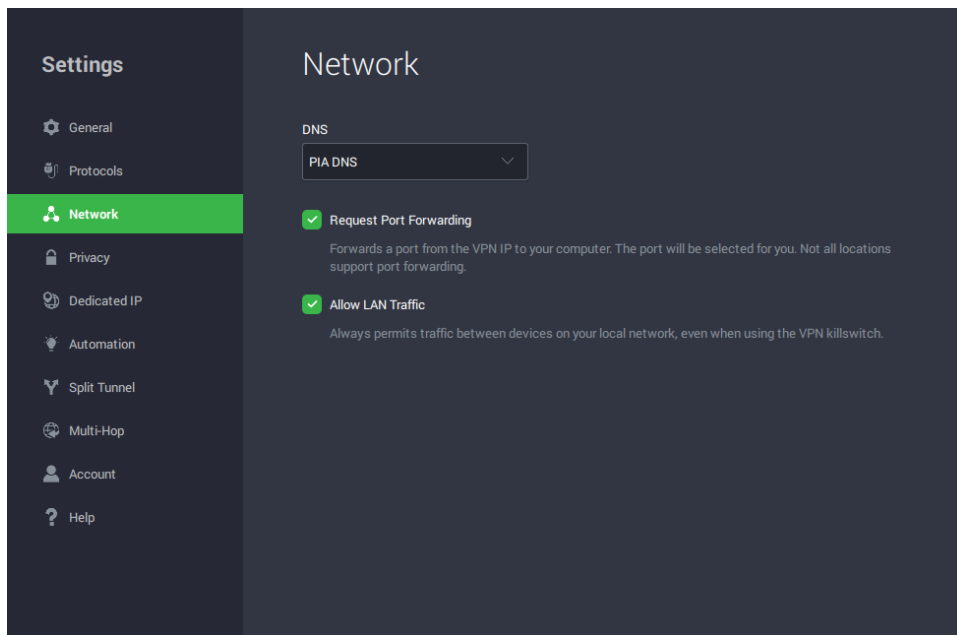 Settings
General
Protocols
Network
Privacy
Dedicated IP
Automation
Split Tunnel
Multi-Hop
Account
Help
Network
DNS
PIA DNS
Request Port Forwarding
Forwards a port from the VPN IP to your computer. The port will be selected for you. Not all locations
support port forwarding.
Allow LAN Traffic
Always permits traffic between devices on your local network, even when using the VPN killswitch.